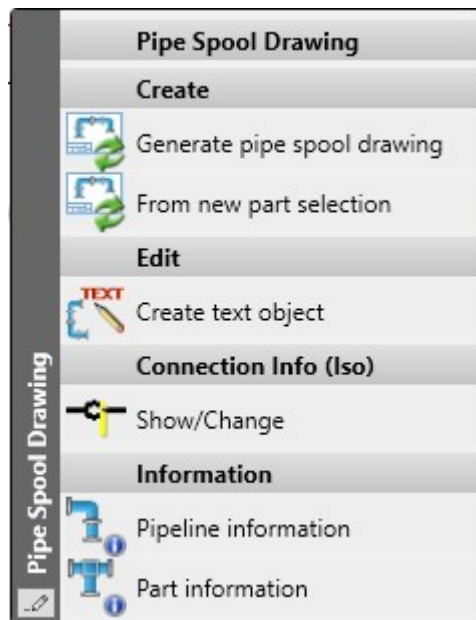 Pipe Spool Drawing
Create
Generate pipe spool drawing
From new part selection
Edit
TEXT
Create text object
Connection Info (Iso)
Show/Change
Information
Pipeline information
Part information
Pipe Spool Drawing